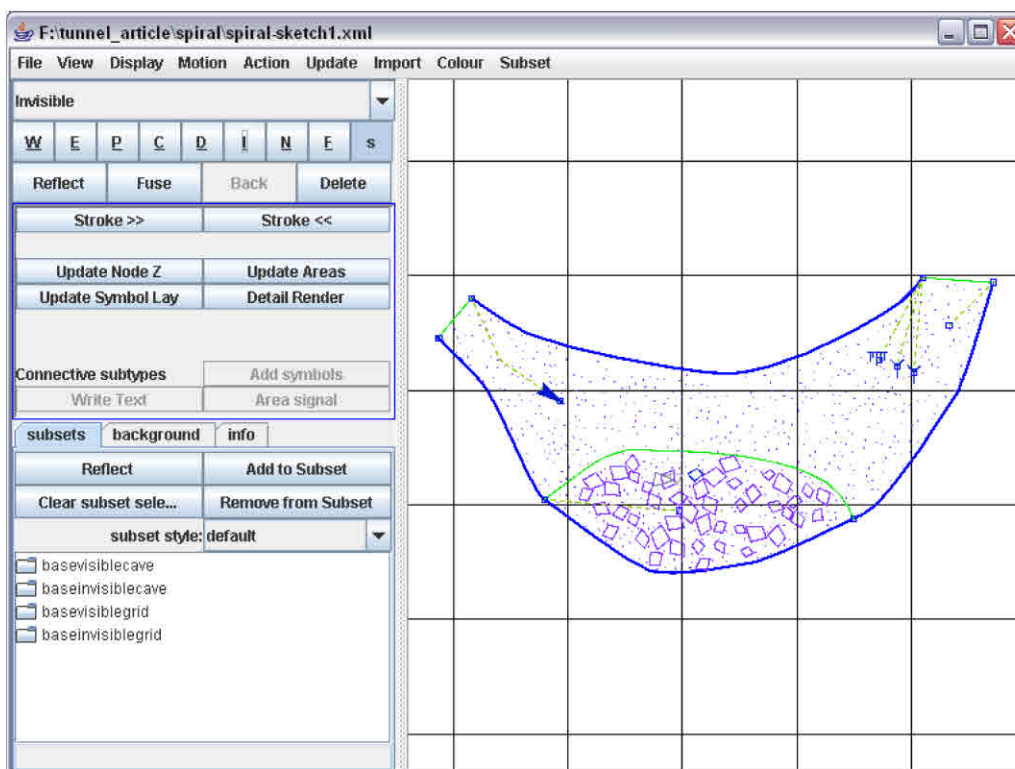 F:\tunnel_article\spiral\spiral-sketch1.xml
File View Display Motion Action Update Import Colour Subset
Invisible
W E P C D I N F s
Reflect Fuse Back Delete
Stroke >> Stroke <<
Update Node Z Update Areas
Update Symbol Lay Detail Render
Connective subtypes Add symbols
Write Text Area signal
subsets background info
Reflect Add to Subset
Clear subset sele... Remove from Subset
subset style: default
basevisiblecave
baseinvisiblecave
basevisiblegrid
baseinvisiblegrid